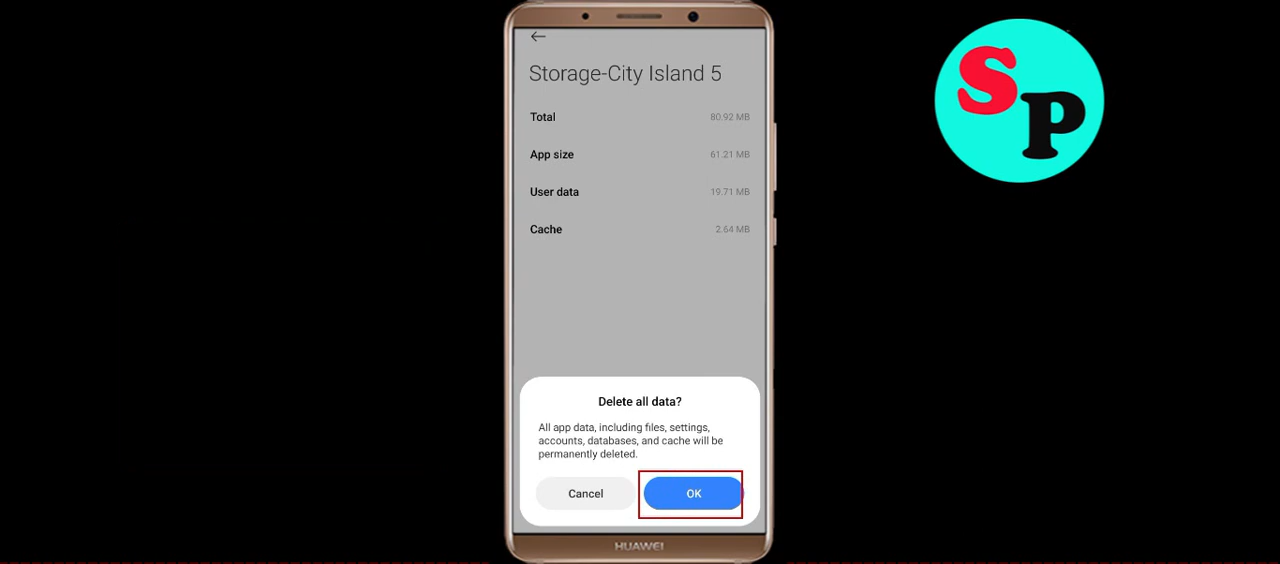 Storage-City Island 5
Total 80.92 MB
App size 61.21 MB
User data 19.71 MB
Cache 2.64 MB
Delete all data?
All app data, including files, settings,
accounts, databases, and cache will be
permanently deleted.
Cancel OK
HUAWEI
SP